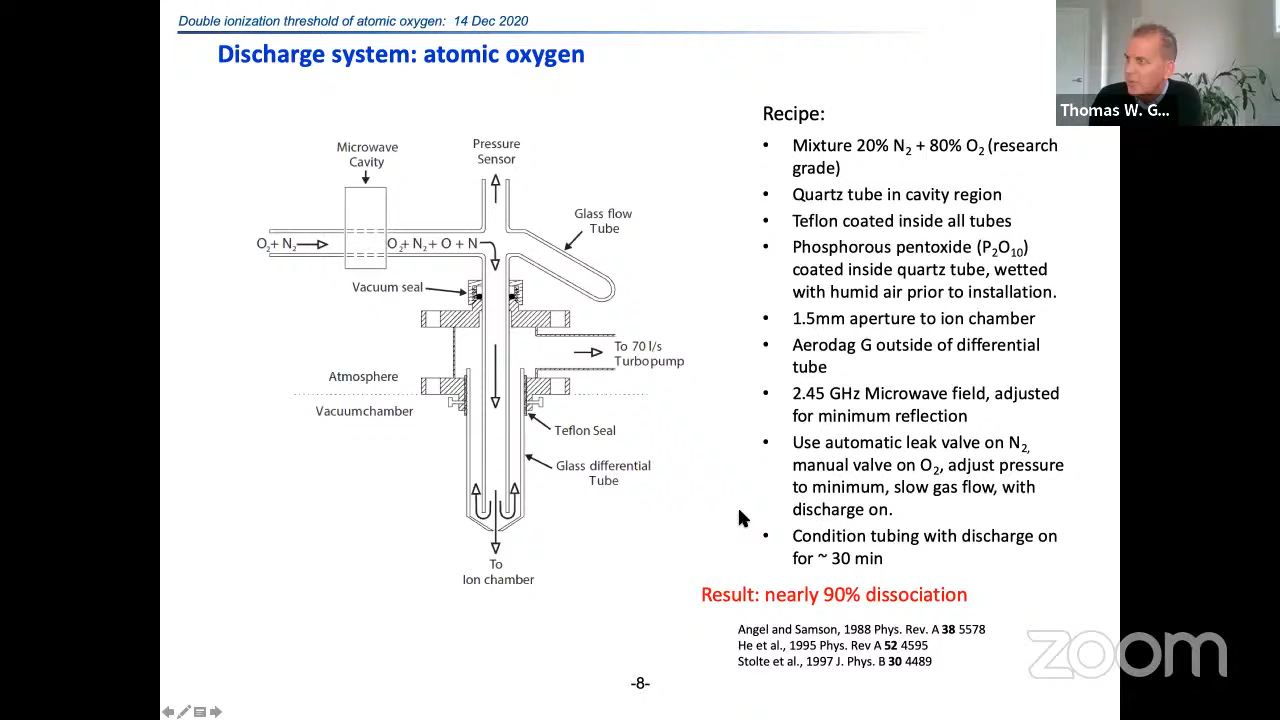 Double ionization threshold of atomic oxygen: 14 Dec 2020
Discharge system: atomic oxygen
Thomas W. G...
Microwave
Cavity
Pressure
Sensor
Glass flow
Tube
O2+ N2
O2+ N2 + O + N
Vacuum seal
To 70 l/s
Turbopump
Atmosphere
Vacuumchamber
Teflon Seal
Glass differential
Tube
To
Ion chamber
Recipe:
• Mixture 20% N2 + 80% O2 (research
grade)
• Quartz tube in cavity region
• Teflon coated inside all tubes
• Phosphorous pentoxide (P2O10)
coated inside quartz tube, wetted
with humid air prior to installation.
• 1.5mm aperture to ion chamber
• Aerodag G outside of differential
tube
• 2.45 GHz Microwave field, adjusted
for minimum reflection
• Use automatic leak valve on N2,
manual valve on O2, adjust pressure
to minimum, slow gas flow, with
discharge on.
• Condition tubing with discharge on
for ~ 30 min
Result: nearly 90% dissociation
Angel and Samson, 1988 Phys. Rev. A 38 5578
He et al., 1995 Phys. Rev A 52 4595
Stolte et al., 1997 J. Phys. B 30 4489
zoom
-8-